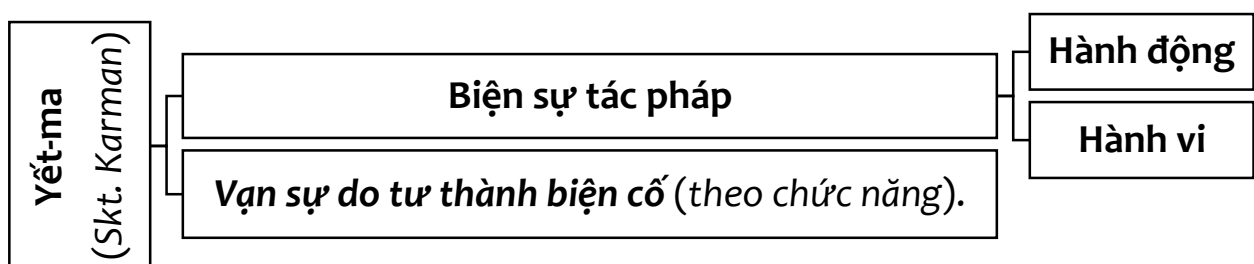 Yết-ma
(Skt. Karman)
Biện sự tác pháp
Vạn sự do tư thành biện cố (theo chức năng).
Hành động
Hành vi